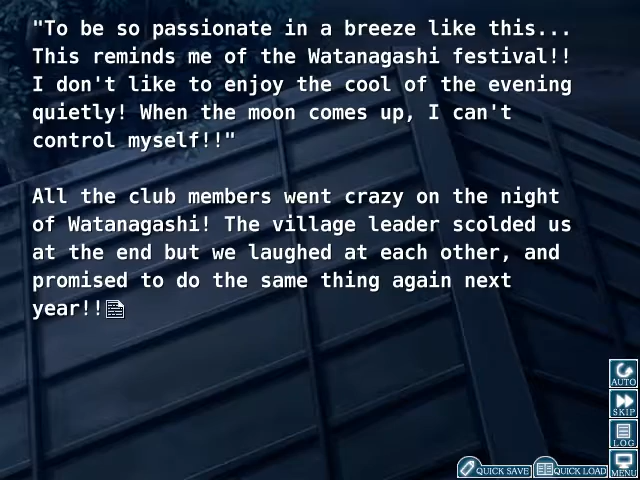 "To be so passionate in a breeze like this...
This reminds me of the Watanagashi festival!!
I don't like to enjoy the cool of the evening
quietly! When the moon comes up, I can't
control myself!!"
All the club members went crazy on the night
of Watanagashi! The village leader scolded us
at the end but we laughed at each other, and
promised to do the same thing again next
year!!
AUTO
SKIP
LOG
QUICK SAVE QUICK LOAD MENU